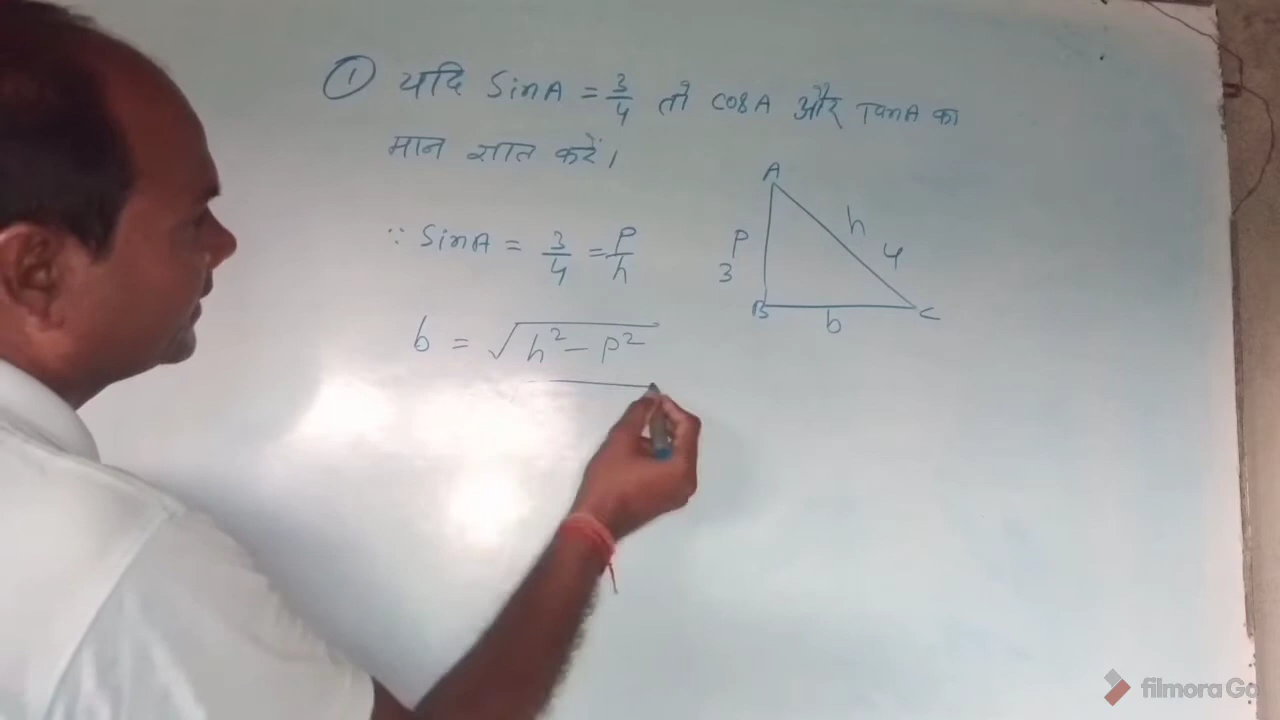 ① यदि SinA = 3/4 तो cosA और TanA का
मान ज्ञात करें।
∵ SinA = 3/4 = P/h
b = √(h² − P²)
A
P
3
h
4
B
b
C
filmora Go